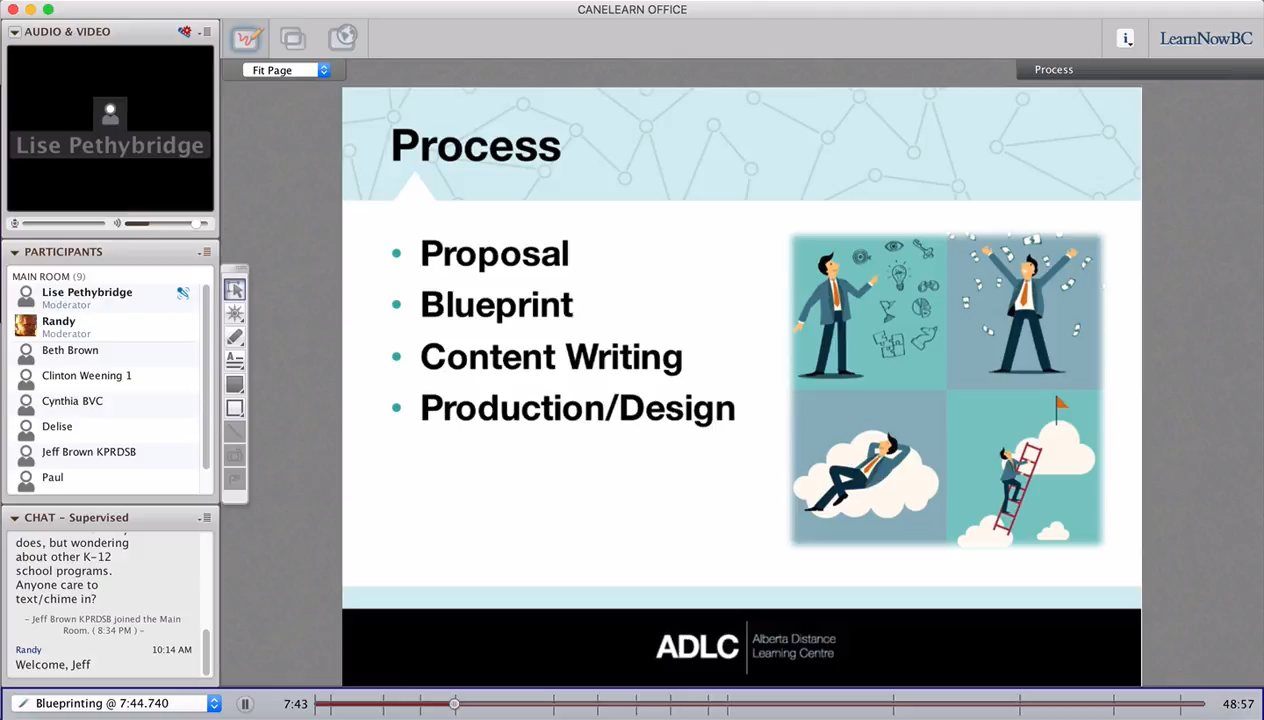 CANELEARN OFFICE
AUDIO & VIDEO
LearnNowBC
Fit Page
Process
Lise Pethybridge
PARTICIPANTS
MAIN ROOM (9)
Lise Pethybridge
Moderator
Randy
Moderator
Beth Brown
Clinton Weening 1
Cynthia BVC
Delise
Jeff Brown KPRDSB
Paul
CHAT – Supervised
does, but wondering
about other K-12
school programs.
Anyone care to
text/chime in?
– Jeff Brown KPRDSB joined the Main
Room. ( 8:34 PM ) –
Randy 10:14 AM
Welcome, Jeff
Process
• Proposal
• Blueprint
• Content Writing
• Production/Design
ADLC
Alberta Distance
Learning Centre
Blueprinting @ 7:44.740
7:43
48:57